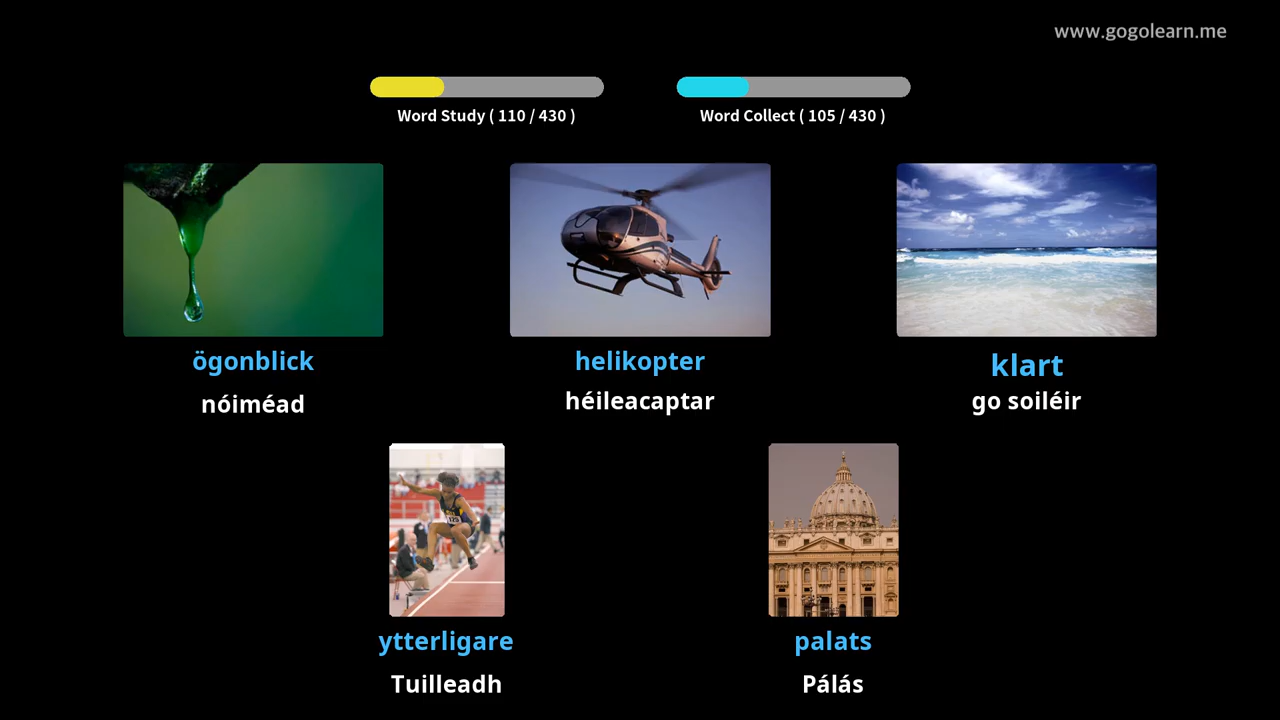 www.gogolearn.me
Word Study ( 110 / 430 )
Word Collect ( 105 / 430 )
ögonblick
nóiméad
helikopter
héileacaptar
klart
go soiléir
ytterligare
Tuilleadh
palats
Pálás